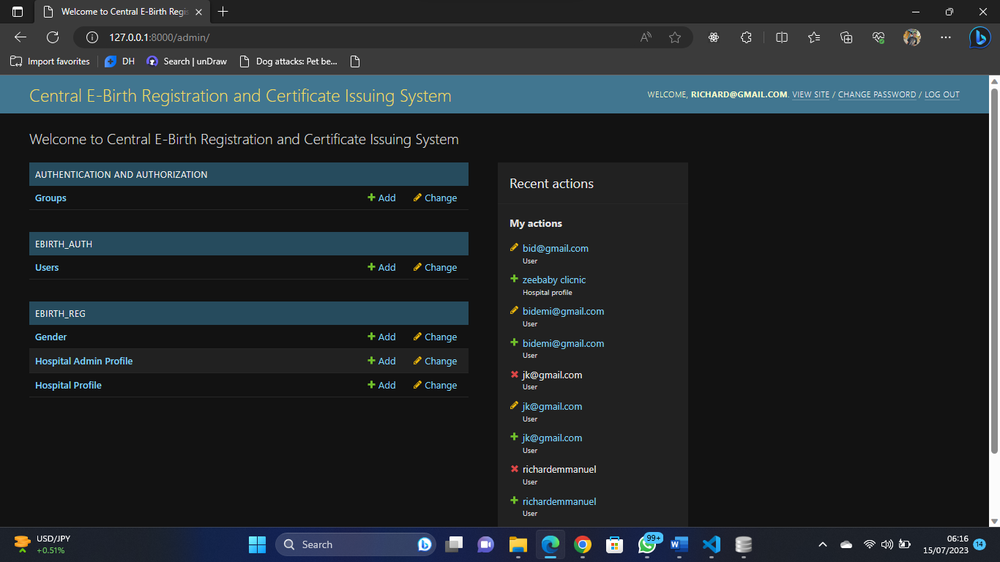 Welcome to Central E-Birth Regis
127.0.0.1:8000/admin/
Import favorites
DH
Search | unDraw
Dog attacks: Pet be...
Central E-Birth Registration and Certificate Issuing System
WELCOME, RICHARD@GMAIL.COM. VIEW SITE / CHANGE PASSWORD / LOG OUT
Welcome to Central E-Birth Registration and Certificate Issuing System
AUTHENTICATION AND AUTHORIZATION
Groups Add Change
EBIRTH_AUTH
Users Add Change
EBIRTH_REG
Gender Add Change
Hospital Admin Profile Add Change
Hospital Profile Add Change
Recent actions
My actions
bid@gmail.com
User
zeebaby clicnic
Hospital profile
bidemi@gmail.com
User
bidemi@gmail.com
User
jk@gmail.com
User
jk@gmail.com
User
jk@gmail.com
User
richardemmanuel
User
richardemmanuel
User
USD/JPY
+0.51%
Search
99+
06:16
15/07/2023
14